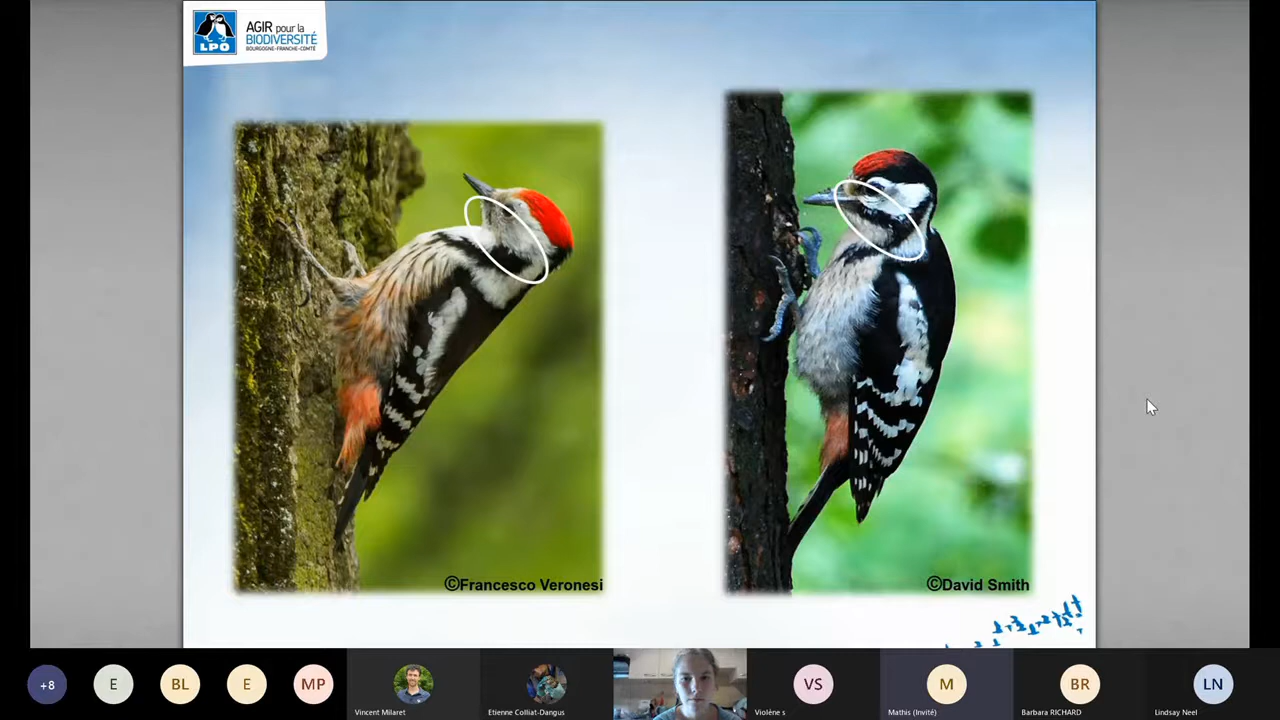 LPO
AGIR pour la
BIODIVERSITÉ
BOURGOGNE-FRANCHE-COMTÉ
©Francesco Veronesi
©David Smith
+8
E
BL
E
MP
Vincent Milaret
Etienne Colliat-Dangus
VS
Violène s
M
Mathis (Invité)
BR
Barbara RICHARD
LN
Lindsay Neel